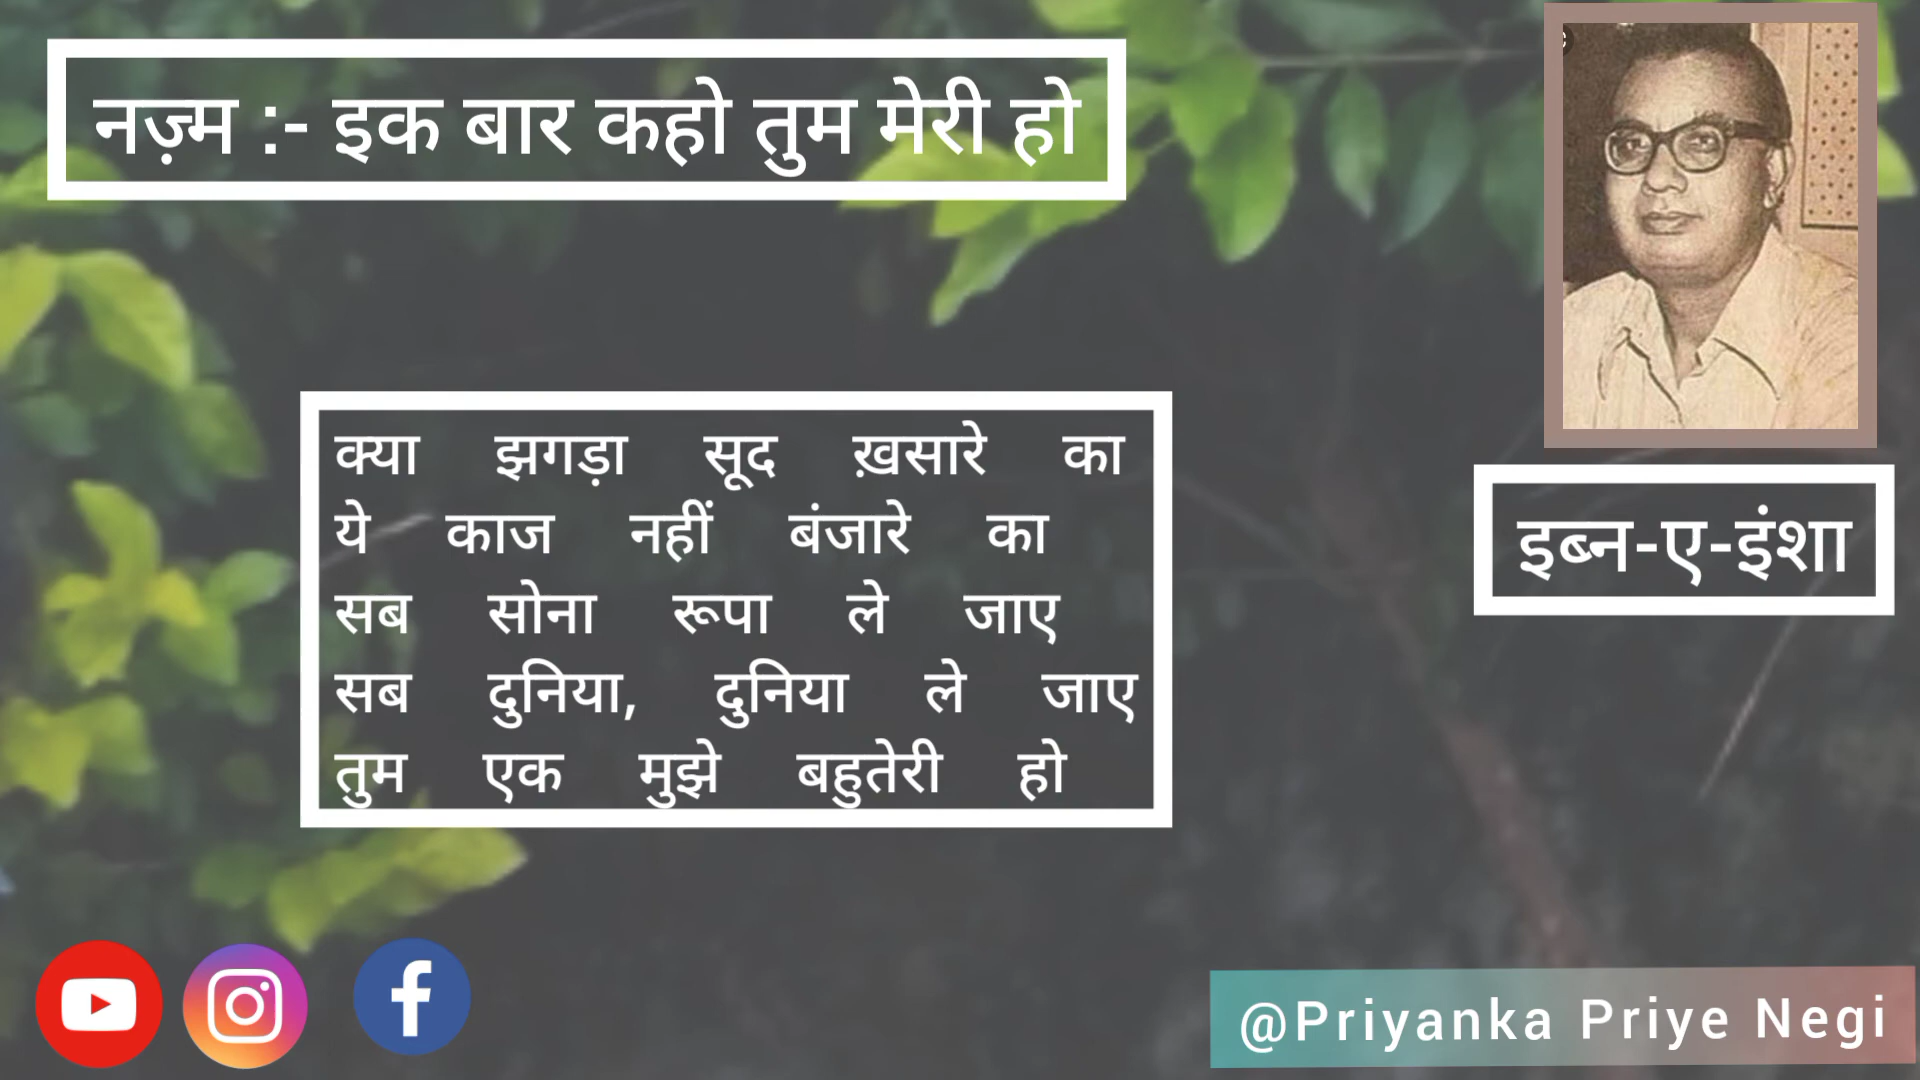 नज़्म :- इक बार कहो तुम मेरी हो
क्या झगड़ा सूद ख़सारे का
ये काज नहीं बंजारे का
सब सोना रूपा ले जाए
सब दुनिया, दुनिया ले जाए
तुम एक मुझे बहुतेरी हो
इब्न-ए-इंशा
@Priyanka Priye Negi